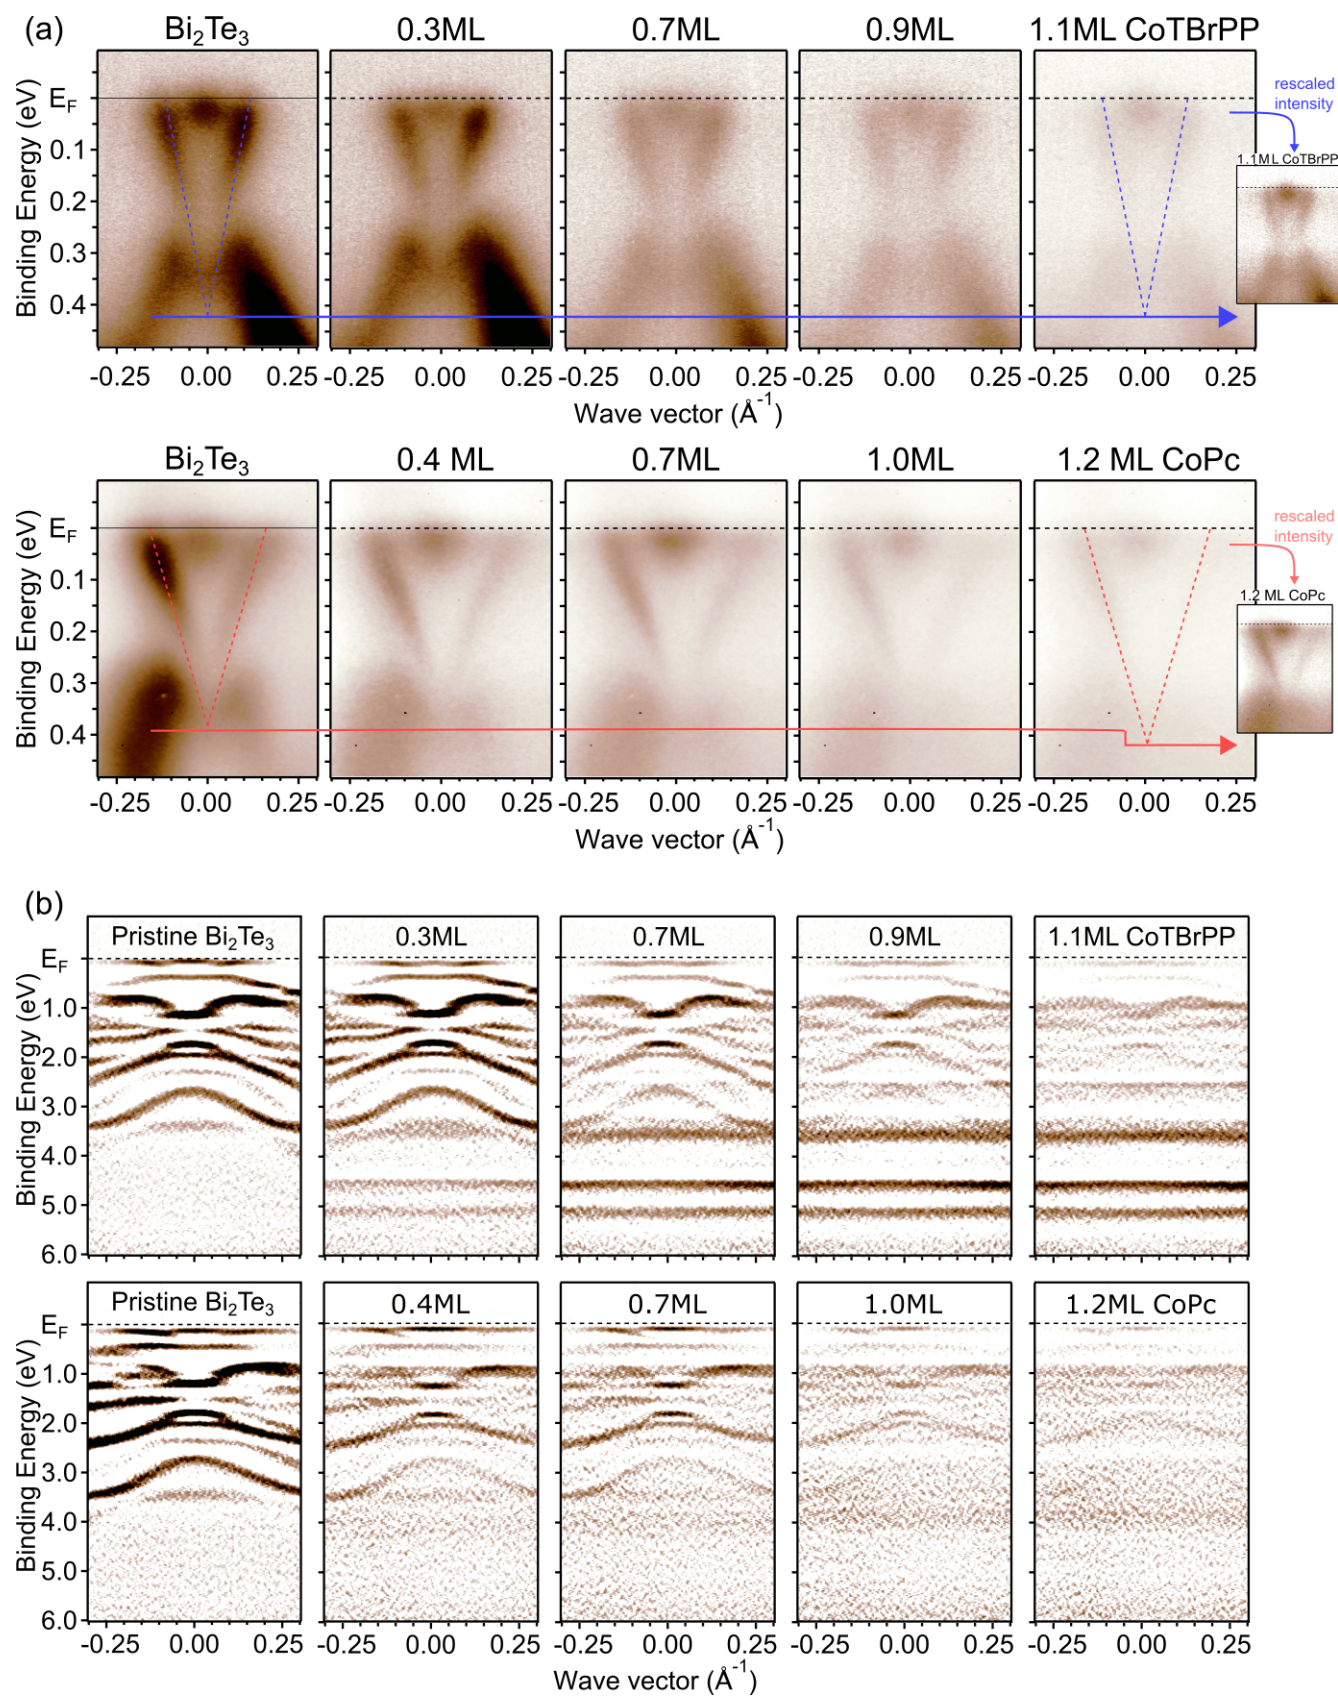 (a)
Bi₂Te₃ 0.3ML 0.7ML 0.9ML 1.1ML CoTBrPP
Binding Energy (eV)
E_F
0.1
0.2
0.3
0.4
rescaled
intensity
1.1ML CoTBrPP
-0.25 0.00 0.25 -0.25 0.00 0.25 -0.25 0.00 0.25 -0.25 0.00 0.25 -0.25 0.00 0.25
Wave vector (Å⁻¹)
Bi₂Te₃ 0.4 ML 0.7ML 1.0ML 1.2 ML CoPc
Binding Energy (eV)
E_F
0.1
0.2
0.3
0.4
rescaled
intensity
1.2 ML CoPc
-0.25 0.00 0.25 -0.25 0.00 0.25 -0.25 0.00 0.25 -0.25 0.00 0.25 -0.25 0.00 0.25
Wave vector (Å⁻¹)
(b)
Pristine Bi₂Te₃ 0.3ML 0.7ML 0.9ML 1.1ML CoTBrPP
Binding Energy (eV)
E_F
1.0
2.0
3.0
4.0
5.0
6.0
Pristine Bi₂Te₃ 0.4ML 0.7ML 1.0ML 1.2ML CoPc
Binding Energy (eV)
E_F
1.0
2.0
3.0
4.0
5.0
6.0
-0.25 0.00 0.25 -0.25 0.00 0.25 -0.25 0.00 0.25 -0.25 0.00 0.25 -0.25 0.00 0.25
Wave vector (Å⁻¹)